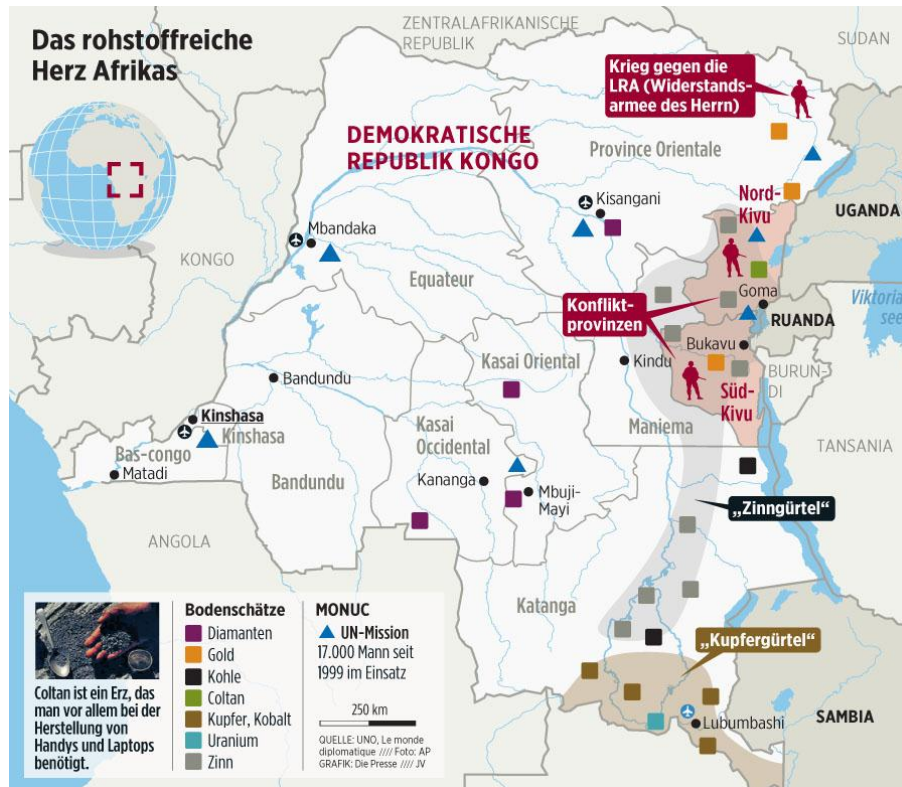 Das rohstoffreiche
Herz Afrikas
ZENTRALAFRIKANISCHE
REPUBLIK
SUDAN
Krieg gegen die
LRA (Widerstands-
armee des Herrn)
DEMOKRATISCHE
REPUBLIK KONGO
Province Orientale
Kisangani
Nord-
Kivu
UGANDA
Mbandaka
KONGO
Equateur
Goma
Viktoria-
see
Konflikt-
provinzen
RUANDA
Bukavu
Kindu
BURUN-
DI
Kasai Oriental
Bandundu
Süd-
Kivu
Kinshasa
Kinshasa
Kasai
Occidental
Maniema
TANSANIA
Bas-congo
Matadi
Bandundu
Kananga
Mbuji-
Mayi
„Zinngürtel“
ANGOLA
Katanga
„Kupfergürtel“
Lubumbashi
SAMBIA
Coltan ist ein Erz, das
man vor allem bei der
Herstellung von
Handys und Laptops
benötigt.
Bodenschätze
Diamanten
Gold
Kohle
Coltan
Kupfer, Kobalt
Uranium
Zinn
MONUC
UN-Mission
17.000 Mann seit
1999 im Einsatz
250 km
QUELLE: UNO, Le monde
diplomatique //// Foto: AP
GRAFIK: Die Presse //// JV